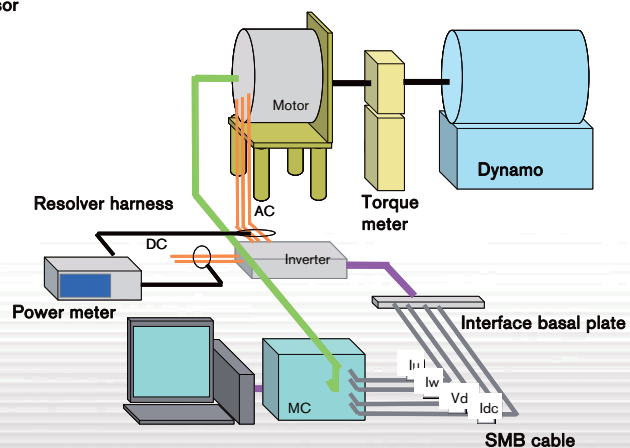 sor
Motor
Dynamo
Torque
meter
Resolver harness
AC
DC
Inverter
Power meter
Interface basal plate
Iw
Vd
Idc
MC
SMB cable